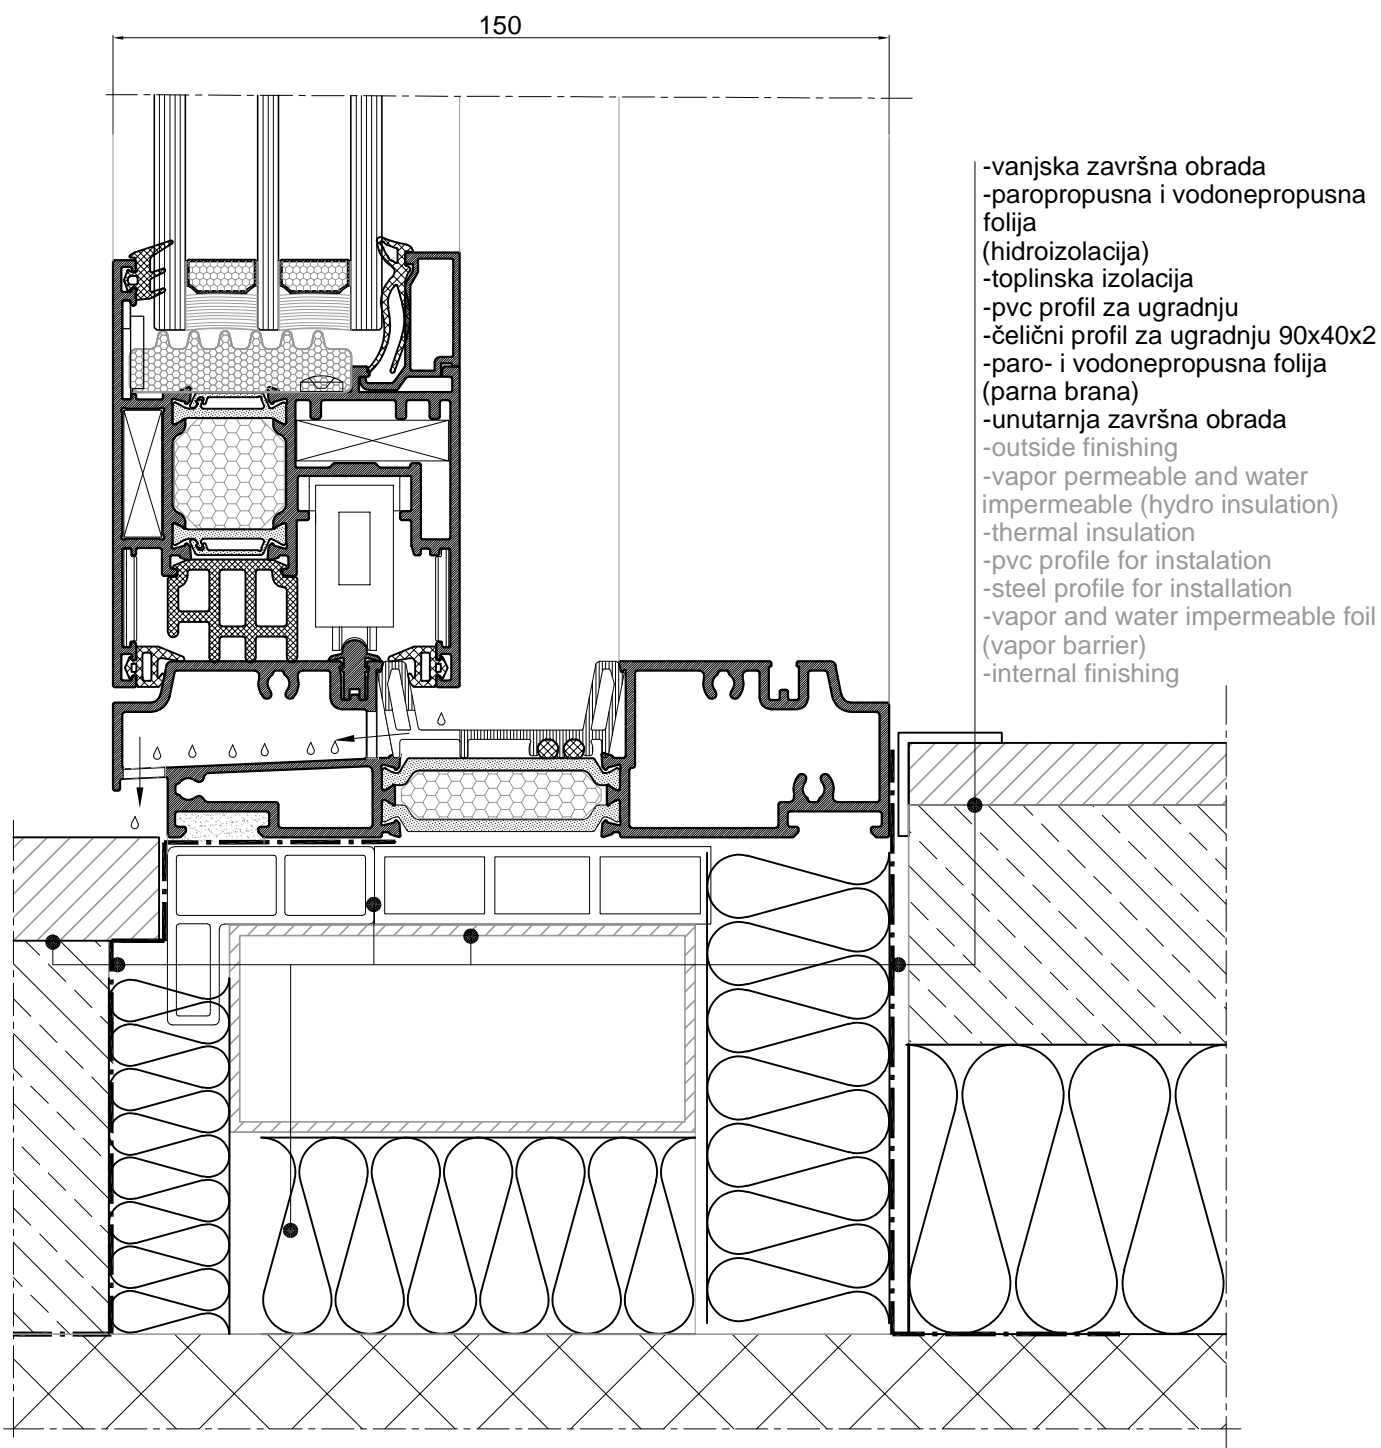 150
-vanjska završna obrada
-paropropusna i vodonepropusna
folija
(hidroizolacija)
-toplinska izolacija
-pvc profil za ugradnju
-čelični profil za ugradnju 90x40x2
-paro- i vodonepropusna folija
(parna brana)
-unutarnja završna obrada
-outside finishing
-vapor permeable and water
impermeable (hydro insulation)
-thermal insulation
-pvc profile for instalation
-steel profile for installation
-vapor and water impermeable foil
(vapor barrier)
-internal finishing